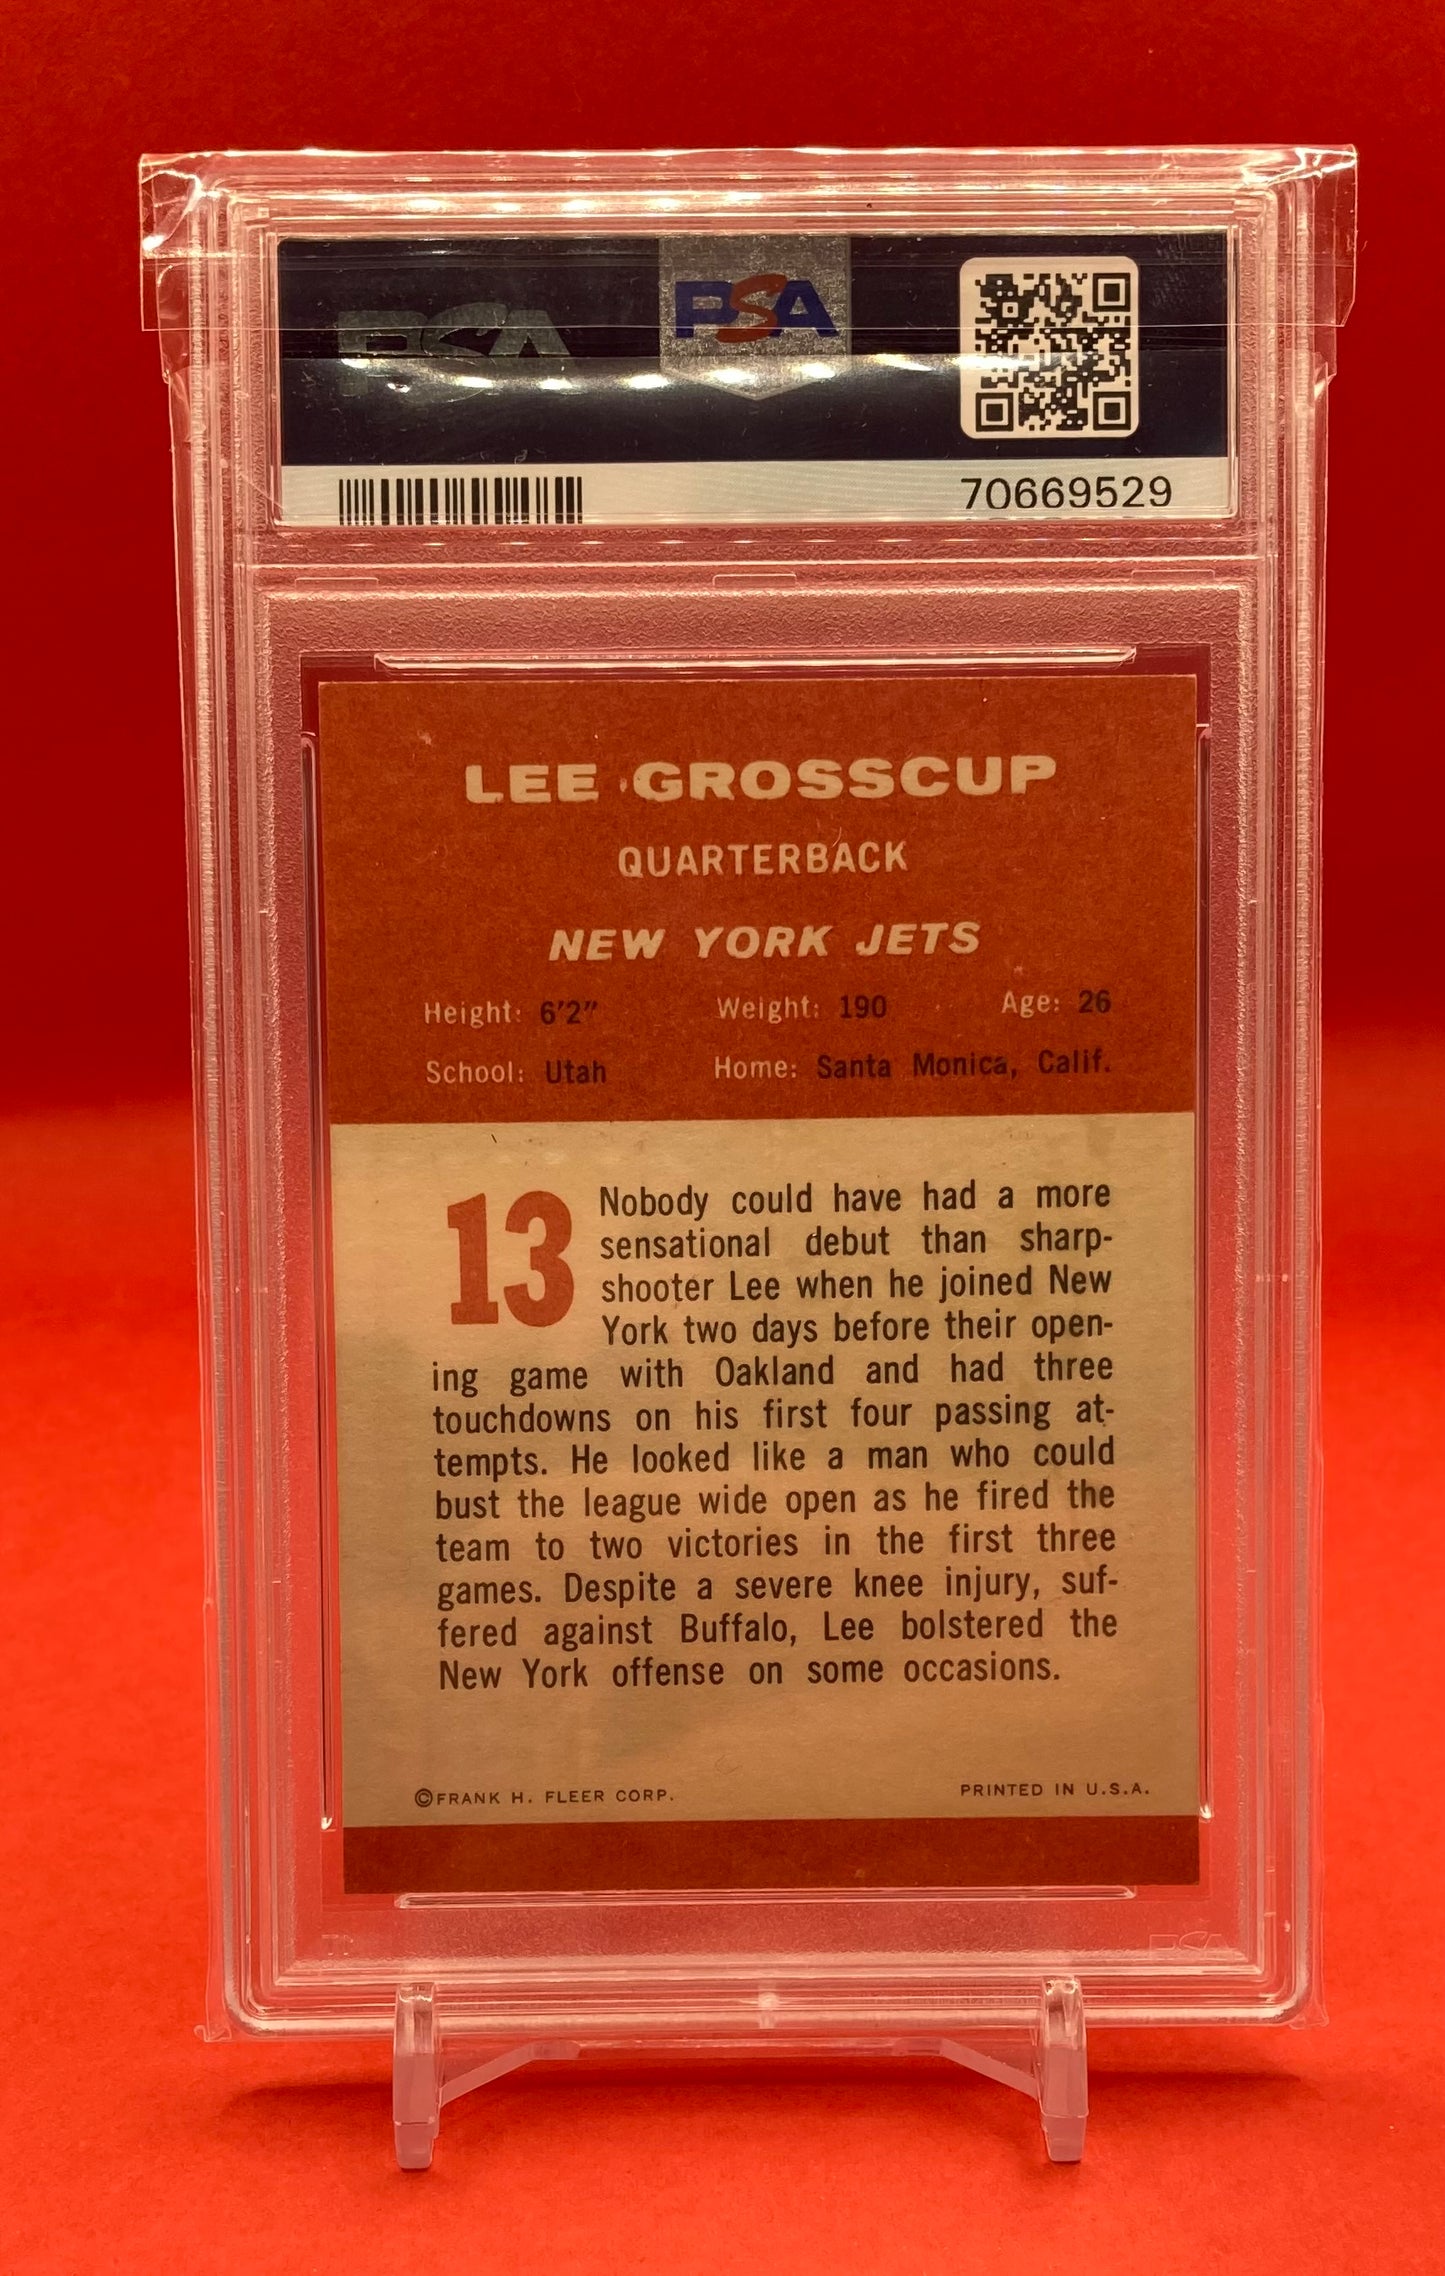 PSA
PSA
70669529
LEE GROSSCUP
QUARTERBACK
NEW YORK JETS
Height: 6'2" Weight: 190 Age: 26
School: Utah Home: Santa Monica, Calif.
13
Nobody could have had a more
sensational debut than sharp-
shooter Lee when he joined New
York two days before their open-
ing game with Oakland and had three
touchdowns on his first four passing at-
tempts. He looked like a man who could
bust the league wide open as he fired the
team to two victories in the first three
games. Despite a severe knee injury, suf-
fered against Buffalo, Lee bolstered the
New York offense on some occasions.
©FRANK H. FLEER CORP. PRINTED IN U.S.A.
PSA